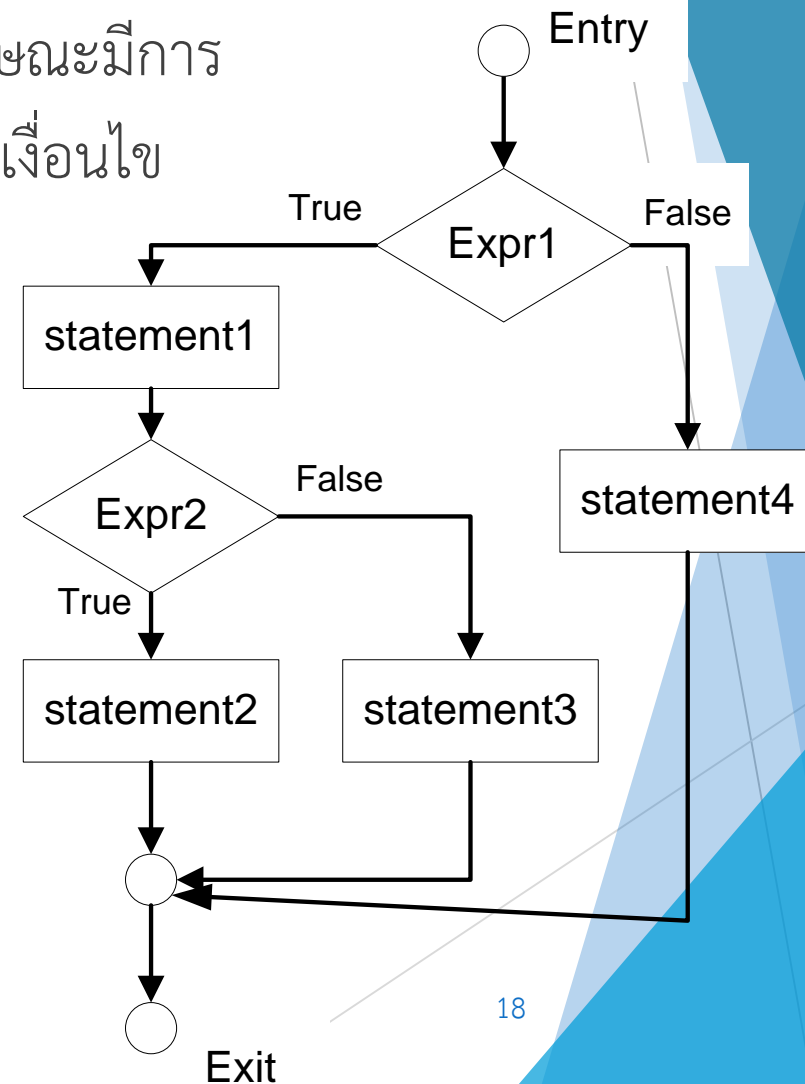 ษณะมีการ
เงื่อนไข
Entry
True
Expr1
False
statement1
Expr2
False
statement4
True
statement2
statement3
18
Exit